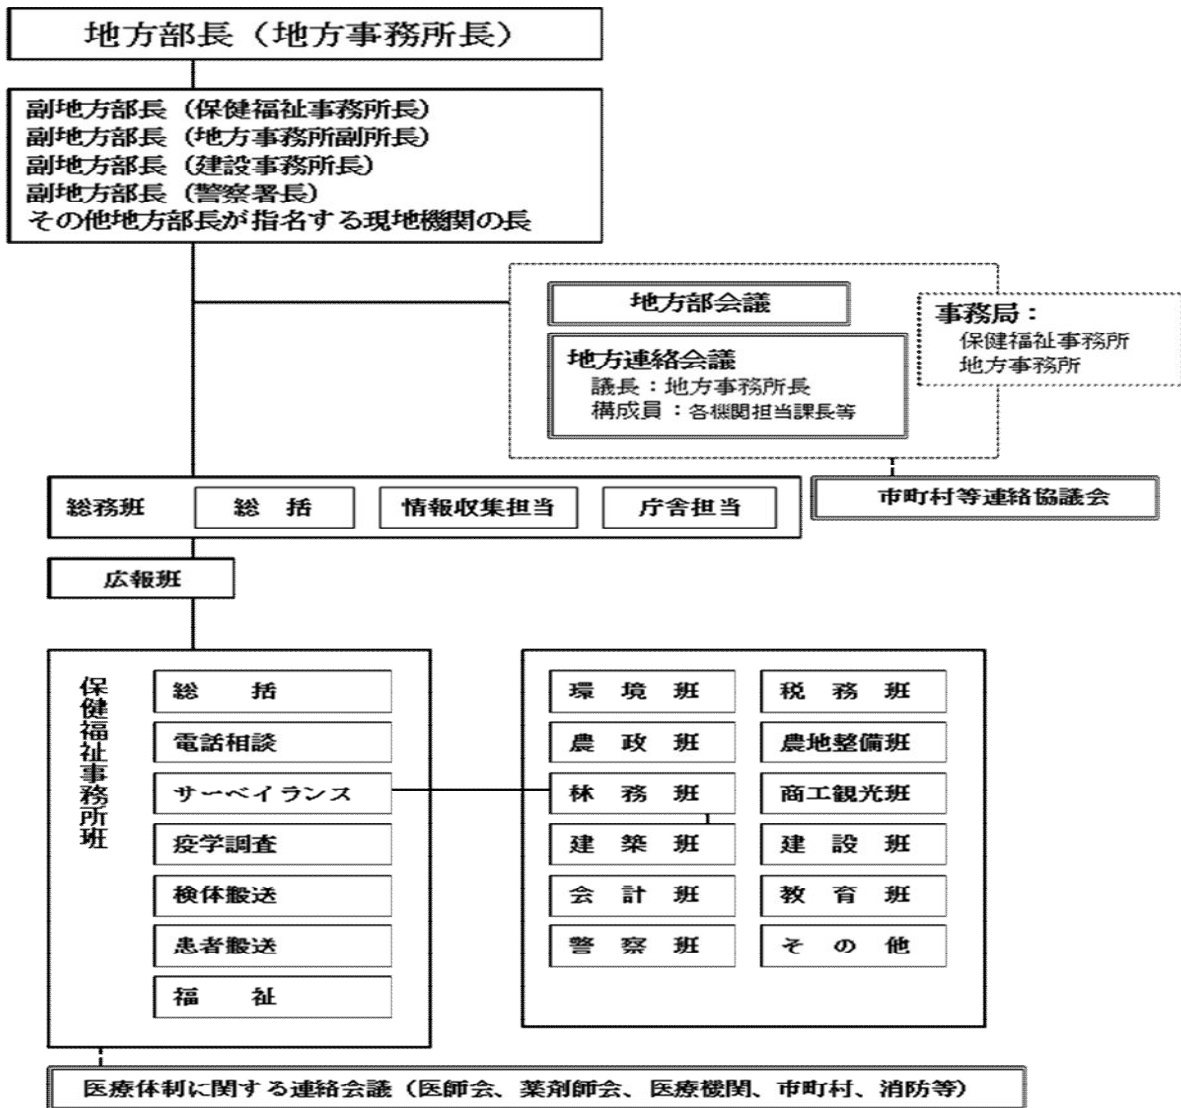 地方部長（地方事務所長）
副地方部長（保健福祉事務所長）
副地方部長（地方事務所副所長）
副地方部長（建設事務所長）
副地方部長（警察署長）
その他地方部長が指名する現地機関の長
地方部会議
地方連絡会議
議長：地方事務所長
構成員：各機関担当課長等
事務局：
保健福祉事務所
地方事務所
市町村等連絡協議会
総務班
総　括
情報収集担当
庁舎担当
広報班
保健福祉事務所班
総　括
電話相談
サーベイランス
疫学調査
検体搬送
患者搬送
福　祉
環　境　班
税　務　班
農　政　班
農地整備班
林　務　班
商工観光班
建　築　班
建　設　班
会　計　班
教　育　班
警　察　班
そ　の　他
医療体制に関する連絡会議（医師会、薬剤師会、医療機関、市町村、消防等）